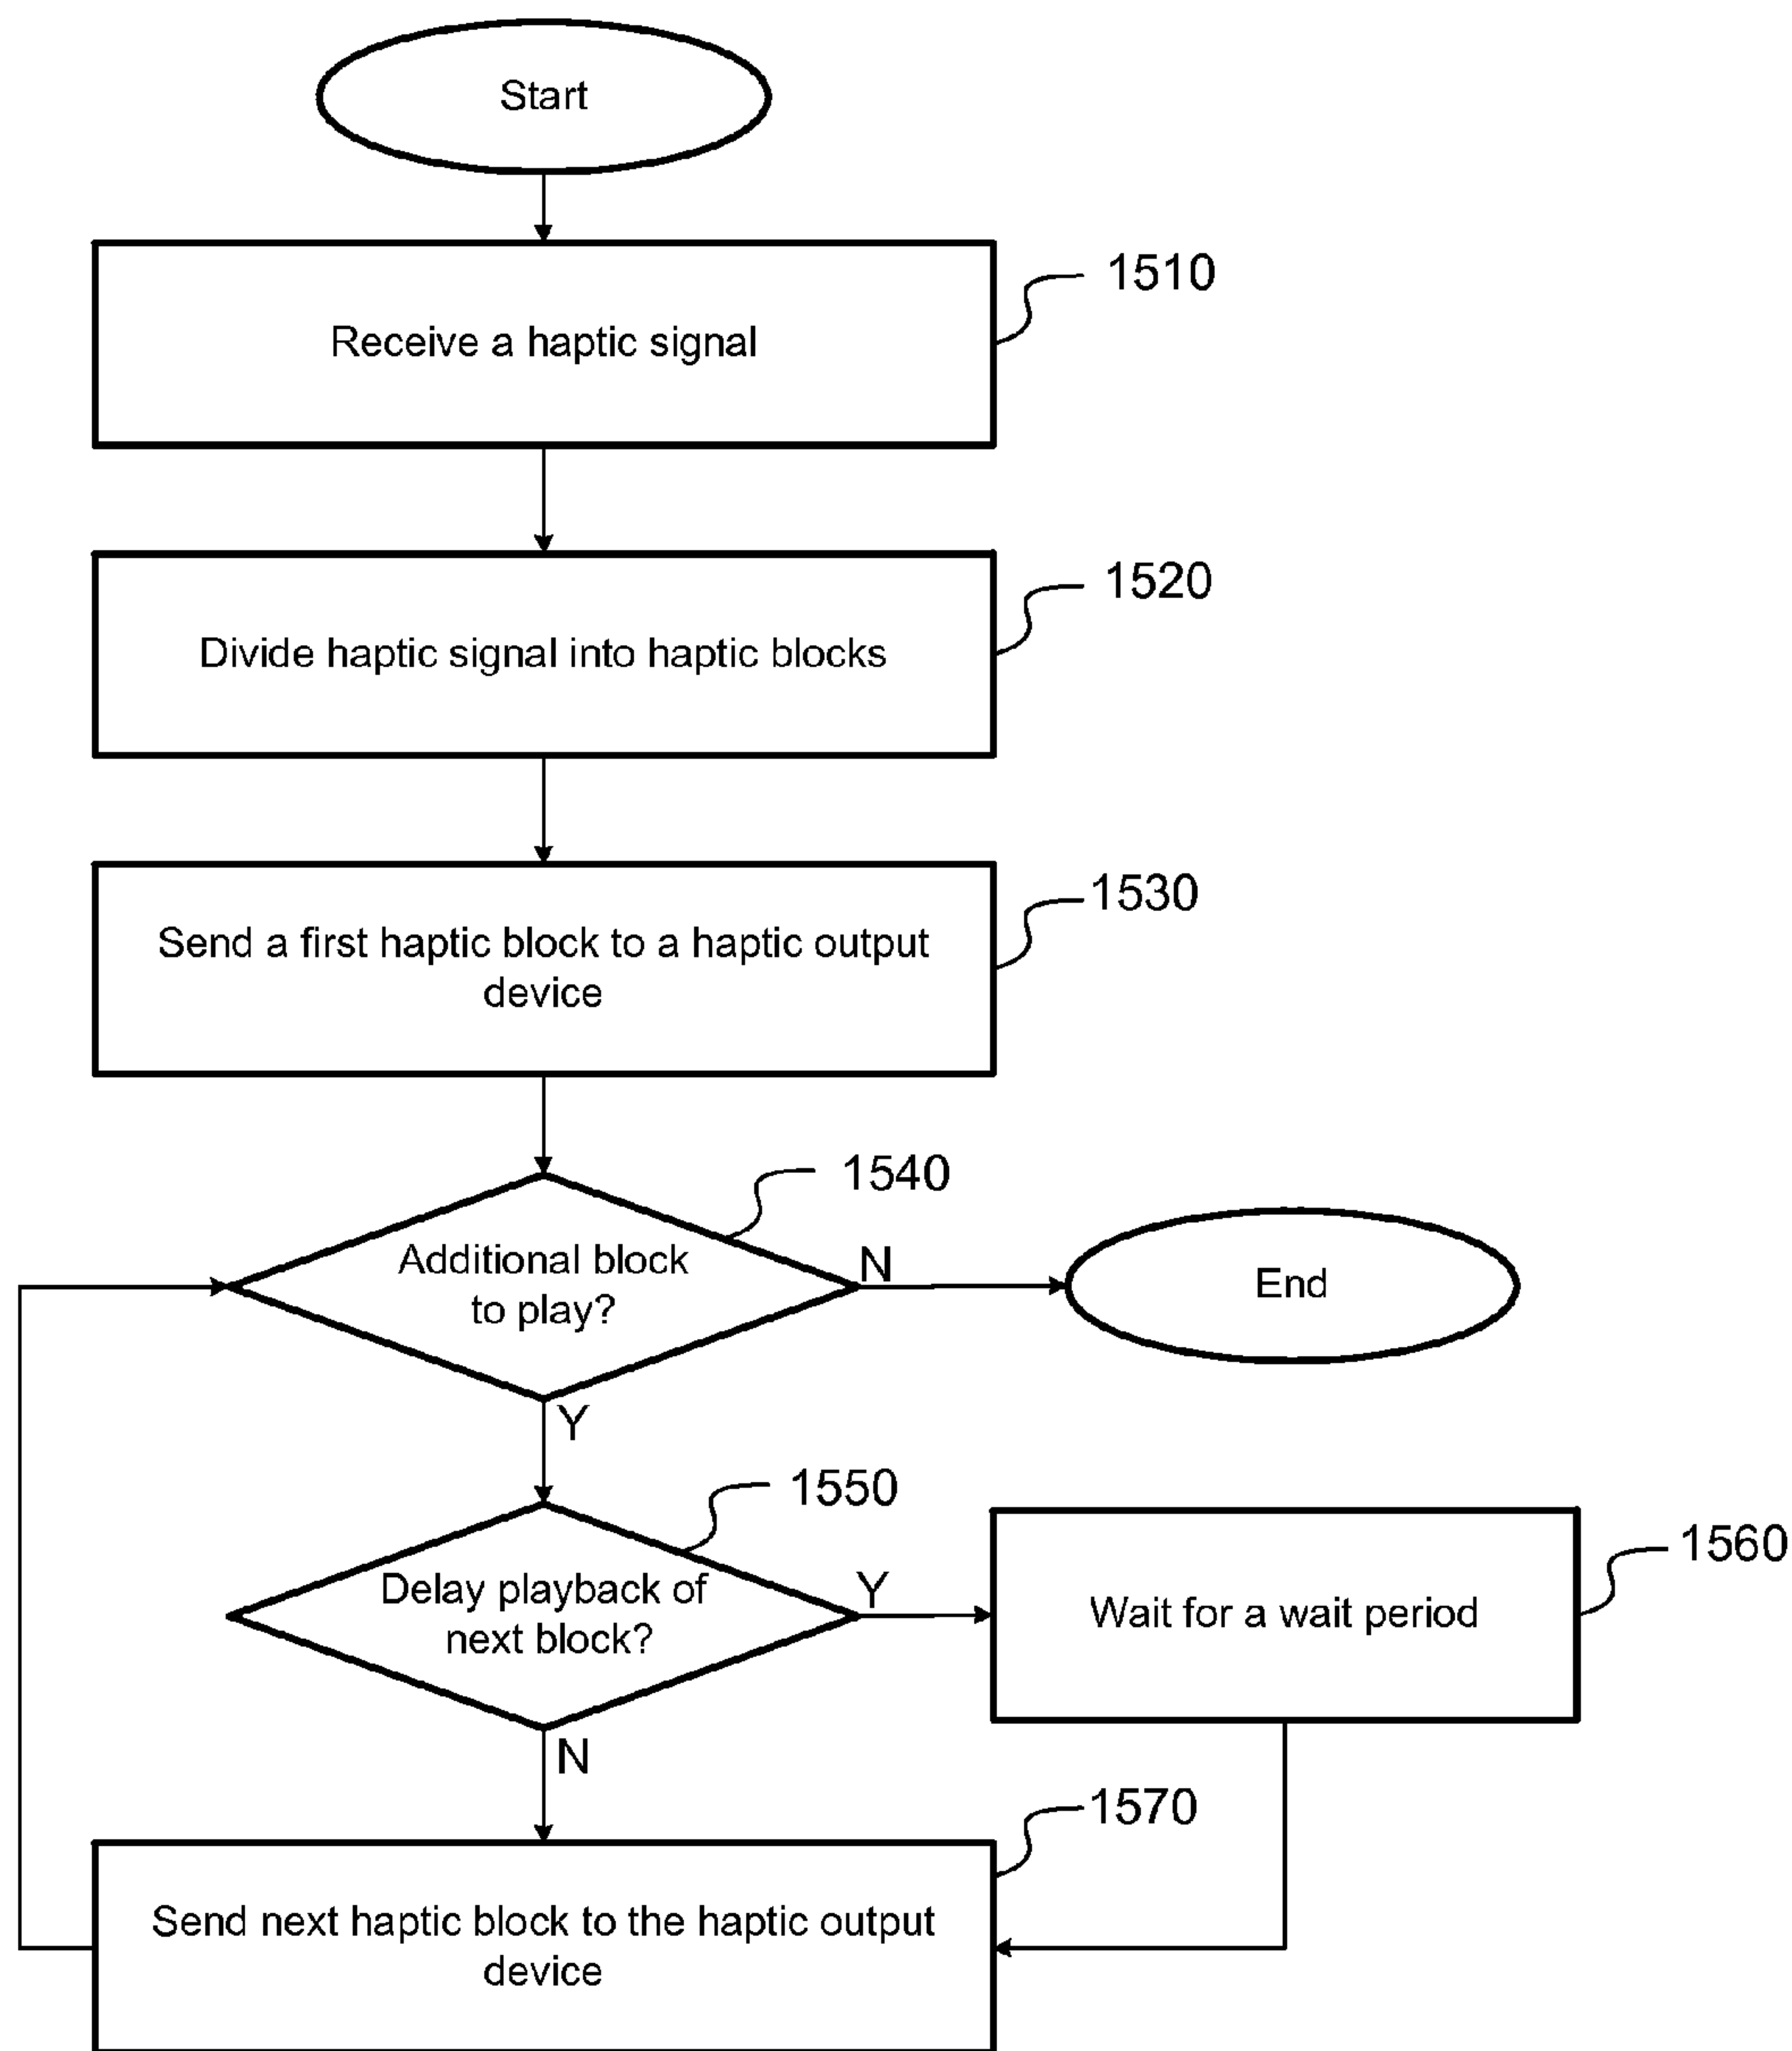 Start
1510
Receive a haptic signal
1520
Divide haptic signal into haptic blocks
1530
Send a first haptic block to a haptic output
device
1540
Additional block
to play?
N
End
Y
1550
Delay playback of
next block?
Y
1560
Wait for a wait period
N
1570
Send next haptic block to the haptic output
device